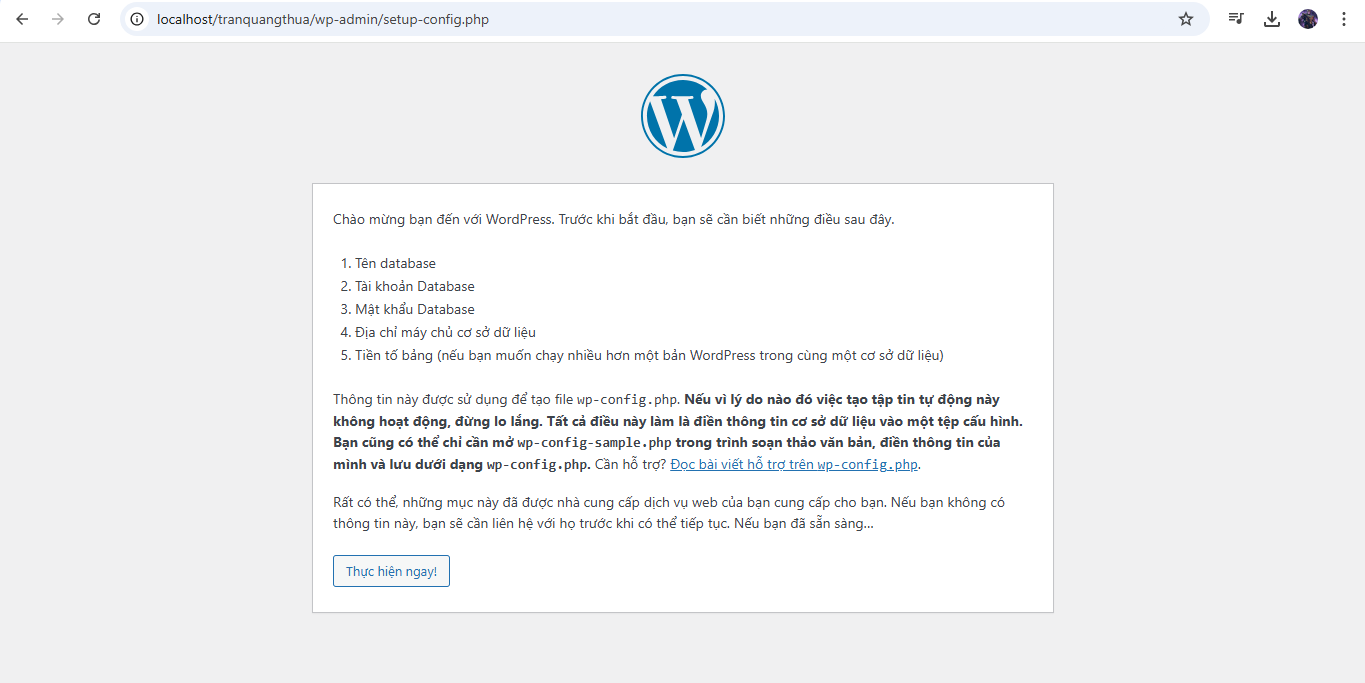 localhost/tranquangthua/wp-admin/setup-config.php
Chào mừng bạn đến với WordPress. Trước khi bắt đầu, bạn sẽ cần biết những điều sau đây.
1. Tên database
2. Tài khoản Database
3. Mật khẩu Database
4. Địa chỉ máy chủ cơ sở dữ liệu
5. Tiền tố bảng (nếu bạn muốn chạy nhiều hơn một bản WordPress trong cùng một cơ sở dữ liệu)
Thông tin này được sử dụng để tạo file wp-config.php. Nếu vì lý do nào đó việc tạo tập tin tự động này
không hoạt động, đừng lo lắng. Tất cả điều này làm là điền thông tin cơ sở dữ liệu vào một tệp cấu hình.
Bạn cũng có thể chỉ cần mở wp-config-sample.php trong trình soạn thảo văn bản, điền thông tin của
mình và lưu dưới dạng wp-config.php. Cần hỗ trợ? Đọc bài viết hỗ trợ trên wp-config.php.
Rất có thể, những mục này đã được nhà cung cấp dịch vụ web của bạn cung cấp cho bạn. Nếu bạn không có
thông tin này, bạn sẽ cần liên hệ với họ trước khi có thể tiếp tục. Nếu bạn đã sẵn sàng...
Thực hiện ngay!